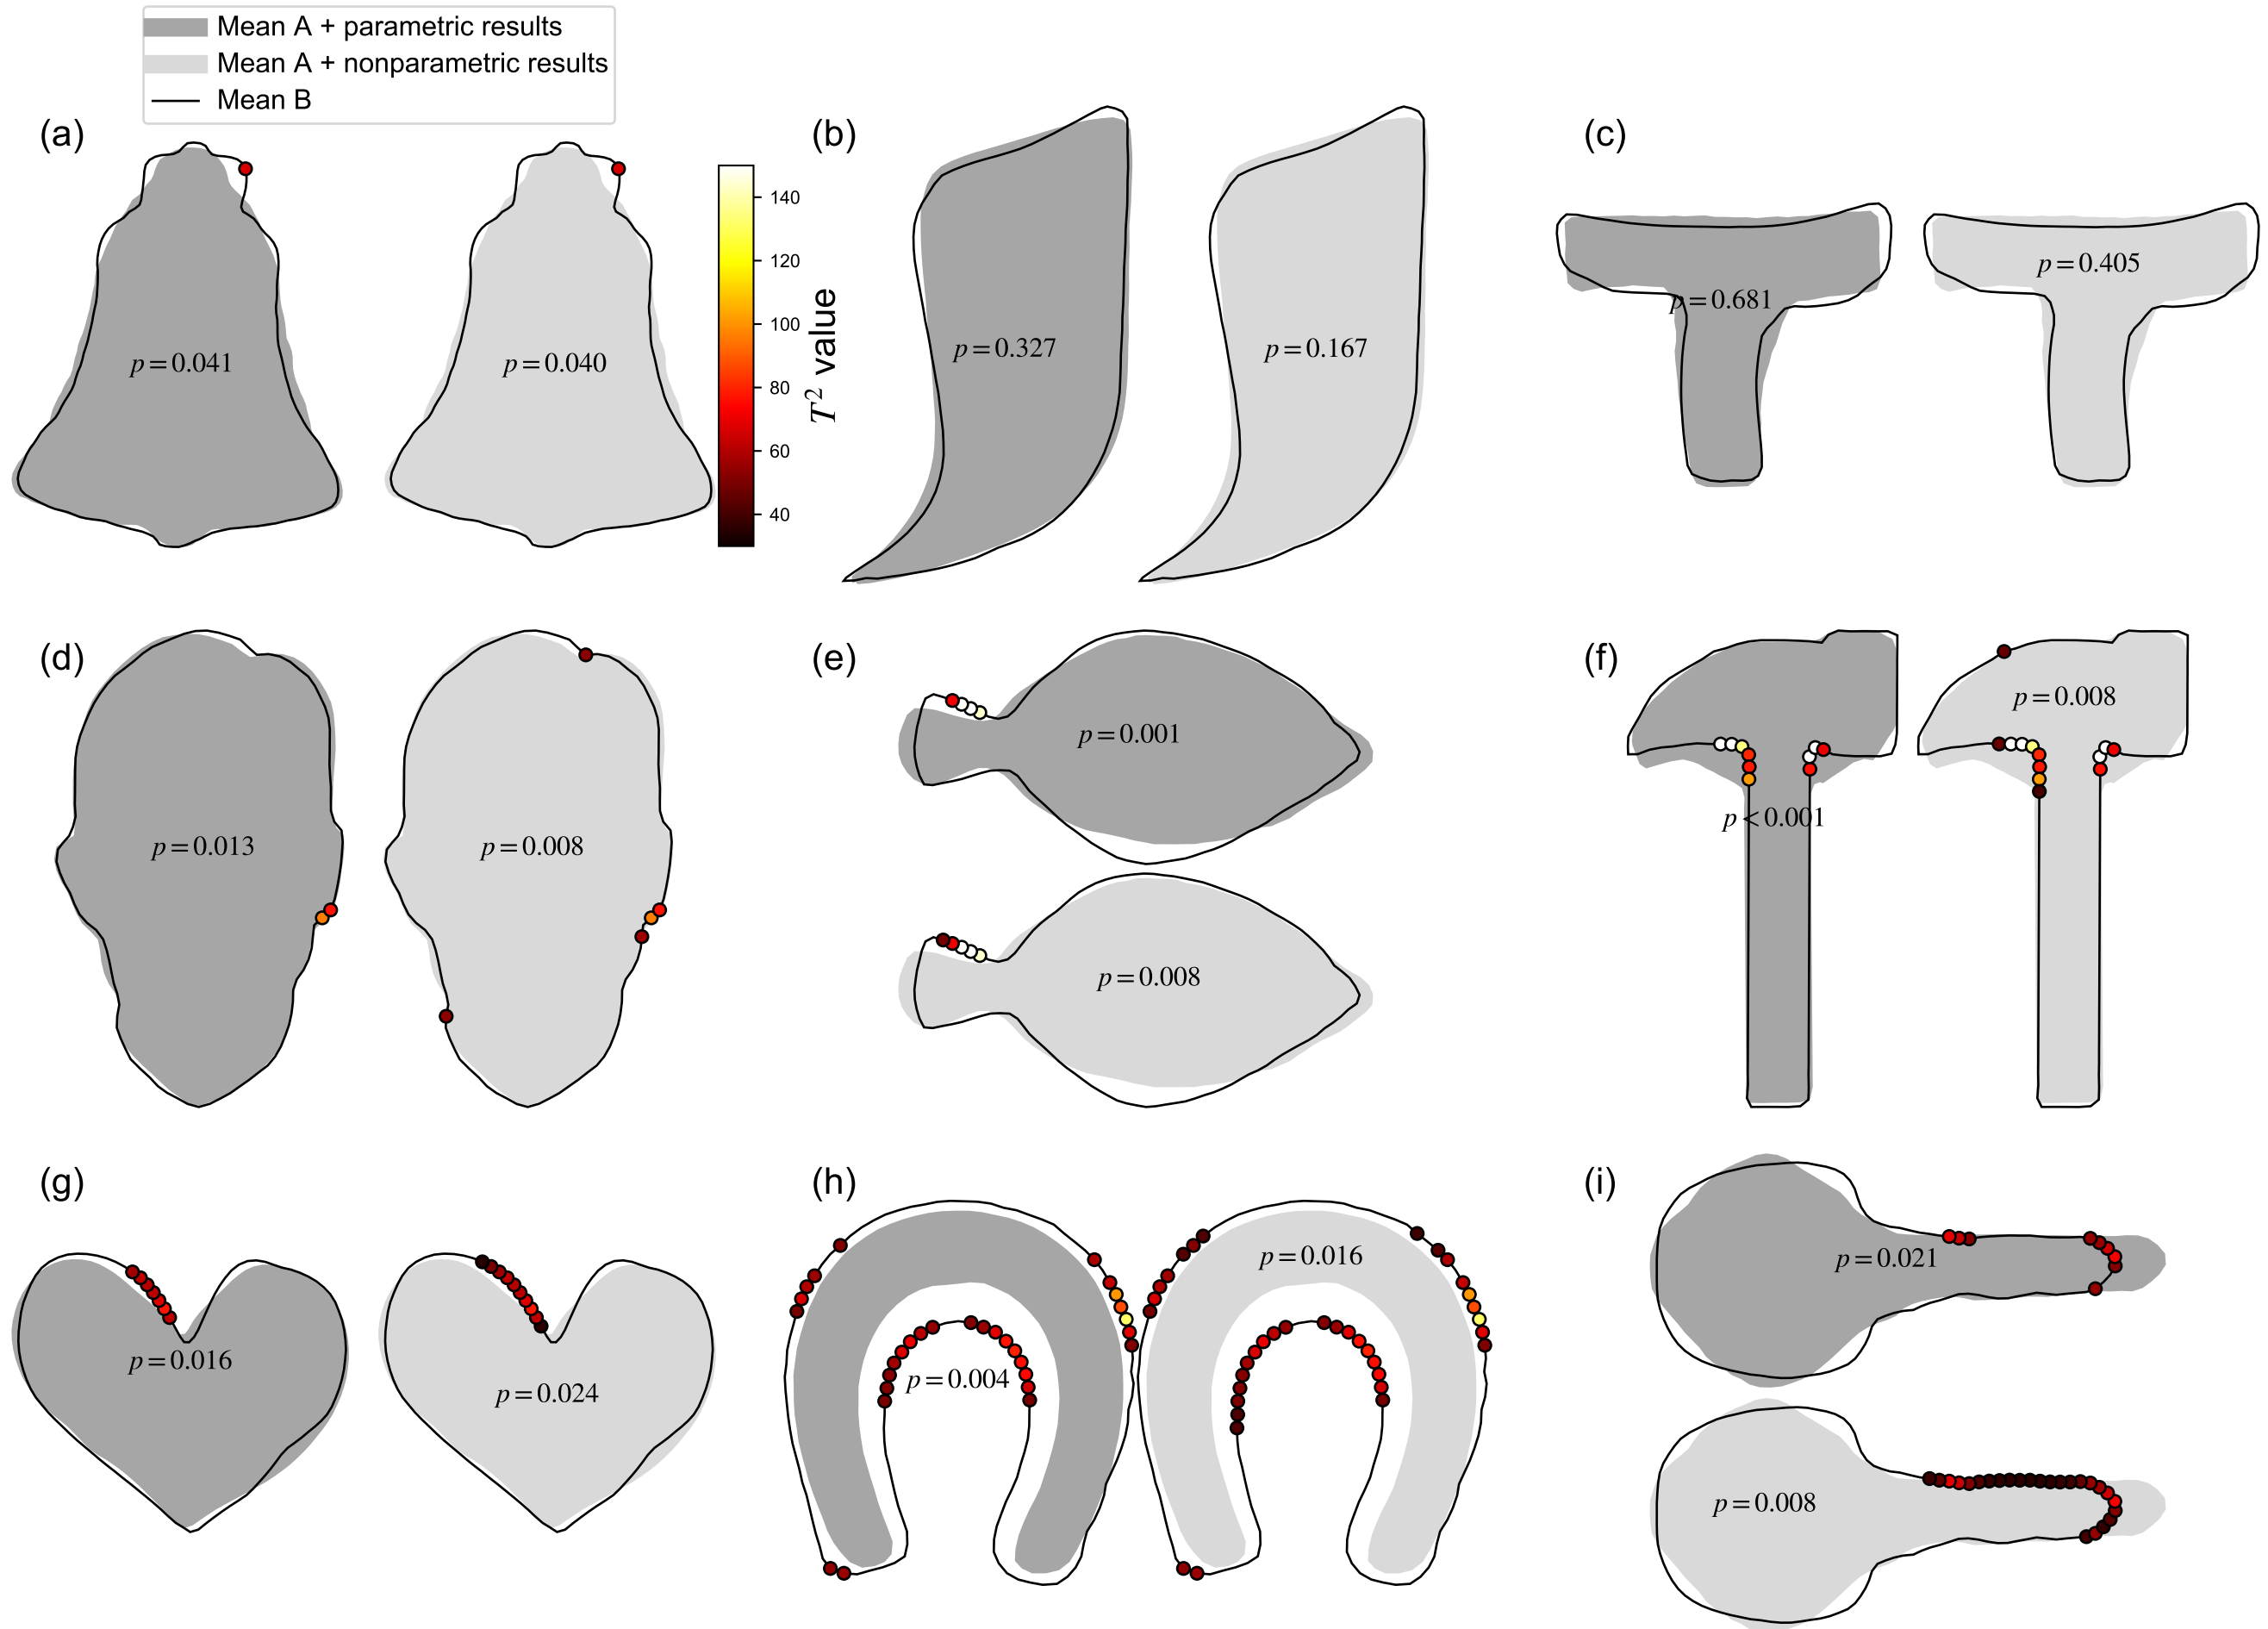 Mean A + parametric results
Mean A + nonparametric results
Mean B
(a)
p = 0.041
p = 0.040
140
120
100
80
60
40
T² value
(b)
p = 0.327
p = 0.167
(c)
p = 0.681
p = 0.405
(d)
p = 0.013
p = 0.008
(e)
p = 0.001
p = 0.008
(f)
p < 0.001
p = 0.008
(g)
p = 0.016
p = 0.024
(h)
p = 0.004
p = 0.016
(i)
p = 0.021
p = 0.008